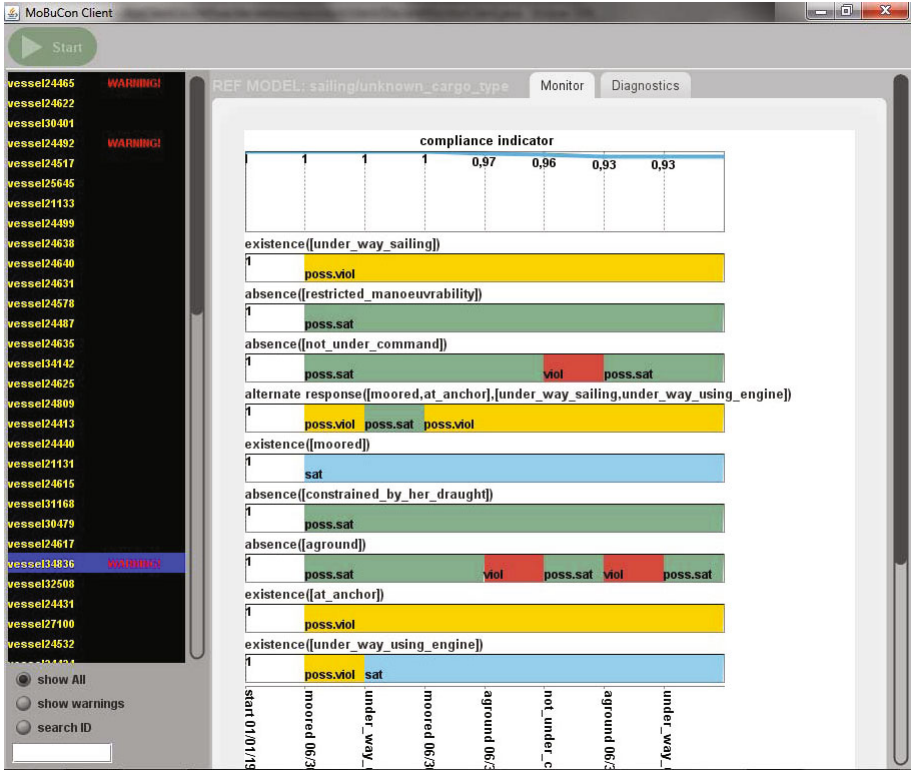 MoBuCon Client
Start
vessel24465 WARNING!
vessel24622
vessel30401
vessel24492 WARNING!
vessel24517
vessel25645
vessel21133
vessel24499
vessel24638
vessel24640
vessel24631
vessel24578
vessel24487
vessel24635
vessel34142
vessel24625
vessel24809
vessel24413
vessel24440
vessel21131
vessel24615
vessel31168
vessel30479
vessel24617
vessel34836 WARNING!
vessel32508
vessel24431
vessel27100
vessel24532
show All
show warnings
search ID
REF MODEL: sailing/unknown_cargo_type
Monitor
Diagnostics
compliance indicator
1 1 1 1 0,97 0,96 0,93 0,93
existence([under_way_sailing])
1
poss.viol
absence([restricted_manoeuvrability])
1
poss.sat
absence([not_under_command])
1
poss.sat viol poss.sat
alternate response([moored,at_anchor],[under_way_sailing,under_way_using_engine])
1
poss.viol poss.sat poss.viol
existence([moored])
1
sat
absence([constrained_by_her_draught])
1
poss.sat
absence([aground])
1
poss.sat viol poss.sat viol poss.sat
existence([at_anchor])
1
poss.viol
existence([under_way_using_engine])
1
poss.viol sat
start 01/01/19
moored 06/3
under_way_
moored 06/3
aground 06/3
not_under_c
aground 06/3
under_way_